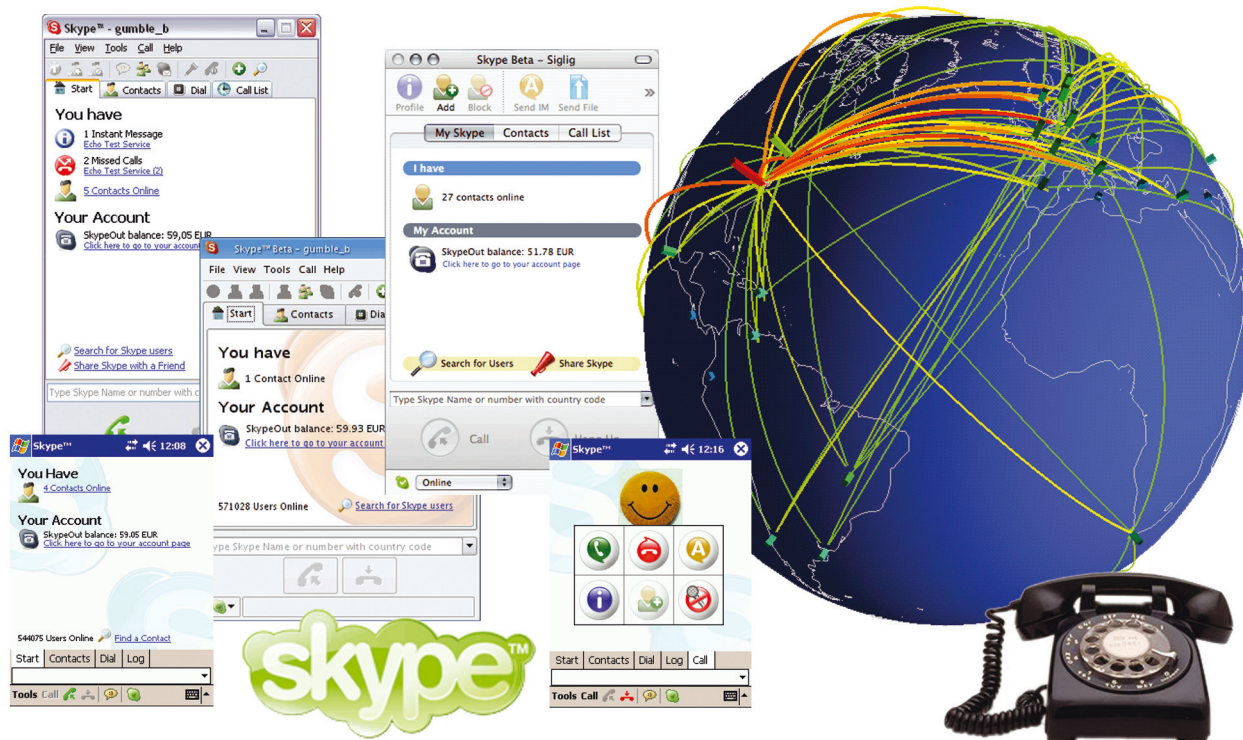 Skype™ - gumble_b
File View Tools Call Help
Start Contacts Dial Call List
You have
1 Instant Message
Echo Test Service
2 Missed Calls
Echo Test Service (2)
5 Contacts Online
Your Account
SkypeOut balance: 59,05 EUR
Click here to go to your account
Search for Skype users
Share Skype with a Friend
Type Skype Name or number with c
Skype™ Beta - gumble_b
File View Tools Call Help
Start Contacts Dia
You have
1 Contact Online
Your Account
SkypeOut balance: 59.93 EUR
Click here to go to your account
571028 Users Online Search for Skype users
ype Skype Name or number with country code
Skype Beta – Siglig
Profile Add Block Send IM Send File »
My Skype Contacts Call List
I have
27 contacts online
My Account
SkypeOut balance: 51.78 EUR
Click here to go to your account page
Search for Users Share Skype
Type Skype Name or number with country code
Call Hang Up
Online
Skype™ 12:08
You Have
4 Contacts Online
Your Account
SkypeOut balance: 59.05 EUR
Click here to go to your account page
544075 Users Online Find a Contact
Start Contacts Dial Log
Tools Call
skype™
Skype™ 12:16
A
i
Start Contacts Dial Log Call
Tools Call